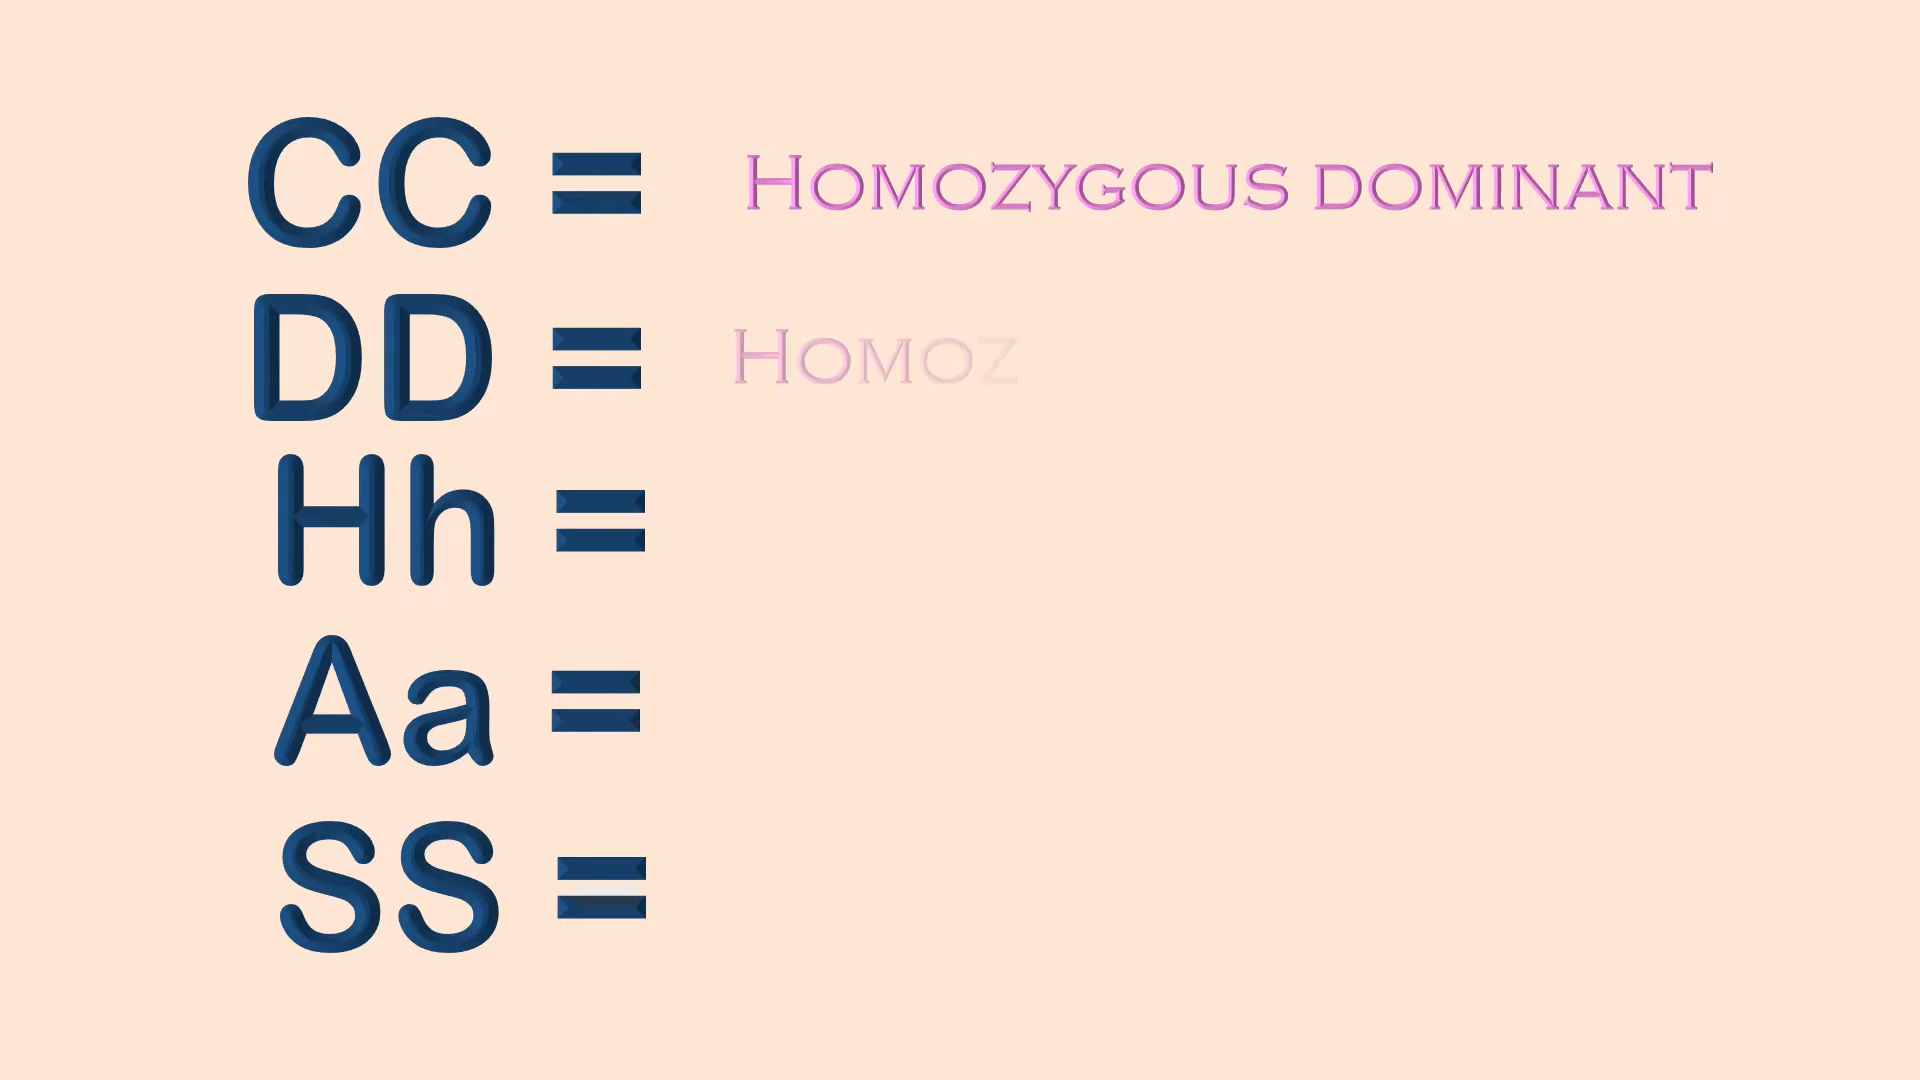 CC = HOMOZYGOUS DOMINANT
DD = HOMOZ
Hh =
Aa =
SS =